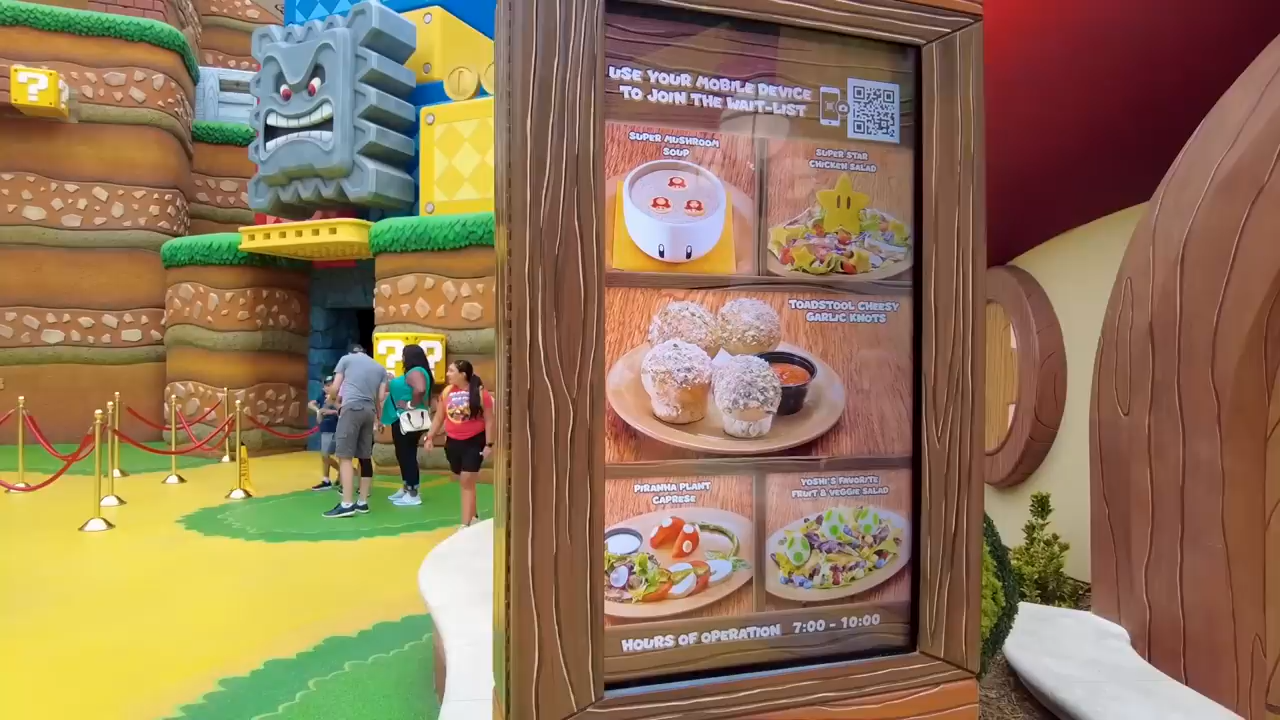 ?
? ?
USE YOUR MOBILE DEVICE
TO JOIN THE WAIT-LIST
SUPER MUSHROOM
SOUP
SUPER STAR
CHICKEN SALAD
TOADSTOOL CHEESY
GARLIC KNOTS
PIRANHA PLANT
CAPRESE
YOSHI'S FAVORITE
FRUIT & VEGGIE SALAD
HOURS OF OPERATION 7:00 - 10:00